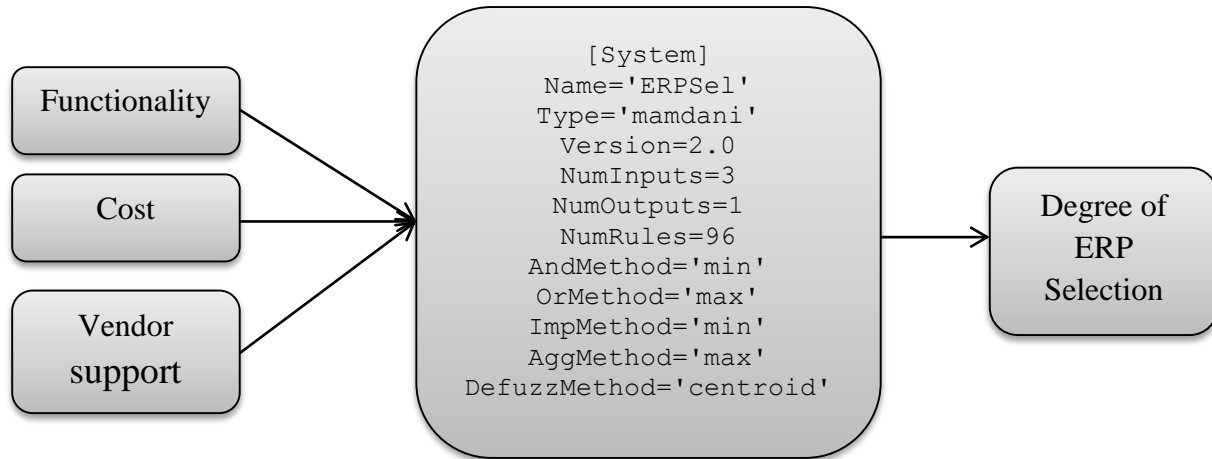 Functionality
Cost
Vendor
support
[System]
Name='ERPSel'
Type='mamdani'
Version=2.0
NumInputs=3
NumOutputs=1
NumRules=96
AndMethod='min'
OrMethod='max'
ImpMethod='min'
AggMethod='max'
DefuzzMethod='centroid'
Degree of
ERP
Selection